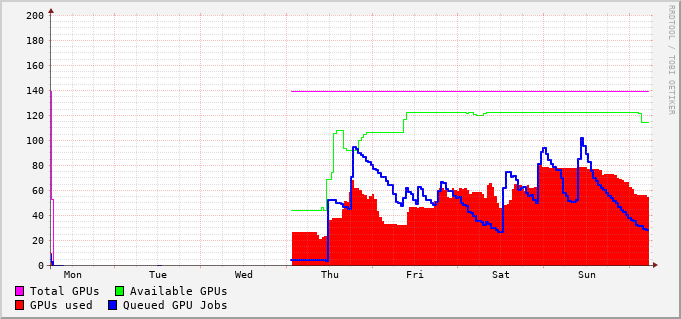 200
180
160
140
120
100
80
60
40
20
0
Mon Tue Wed Thu Fri Sat Sun
Total GPUs Available GPUs
GPUs used Queued GPU Jobs
RRDTOOL / TOBI OETIKER